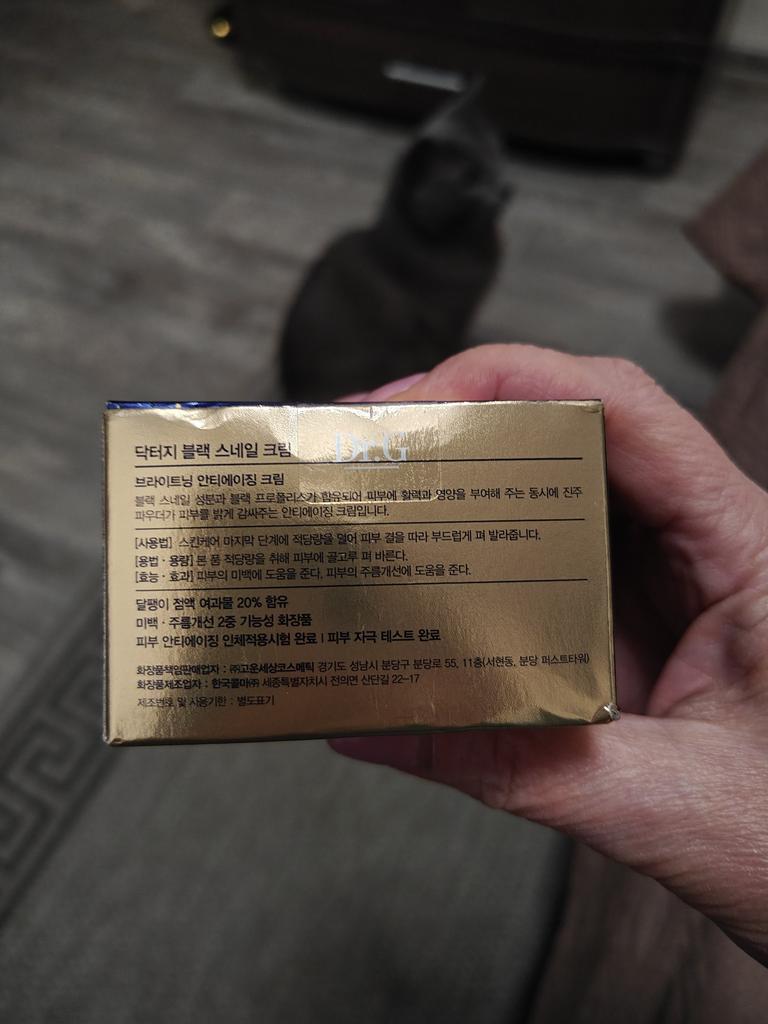 닥터지 블랙 스네일 크림
Dr.G
브라이트닝 안티에이징 크림
블랙 스네일 성분과 블랙 프로폴리스가 함유되어 피부에 활력과 영양을 부여해 주는 동시에 진주
파우더가 피부를 밝게 감싸주는 안티에이징 크림입니다.
[사용법] 스킨케어 마지막 단계에 적당량을 덜어 피부 결을 따라 부드럽게 펴 발라줍니다.
[용법·용량] 본 품 적당량을 취해 피부에 골고루 펴 바른다.
[효능·효과] 피부의 미백에 도움을 준다. 피부의 주름개선에 도움을 준다.
달팽이 점액 여과물 20% 함유
미백·주름개선 2중 기능성 화장품
피부 안티에이징 인체적용시험 완료 | 피부 자극 테스트 완료
화장품책임판매업자 : ㈜고운세상코스메틱 경기도 성남시 분당구 분당로 55, 11층(서현동, 분당 퍼스트타워)
화장품제조업자 : 한국콜마㈜ 세종특별자치시 전의면 산단길 22-17
제조번호 및 사용기한 : 별도표기